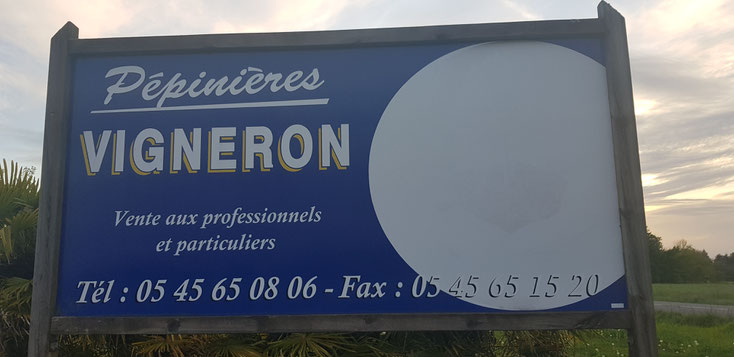 Pépinières
VIGNERON
Vente aux professionnels
et particuliers
Tél : 05 45 65 08 06 - Fax : 05 45 65 15 20